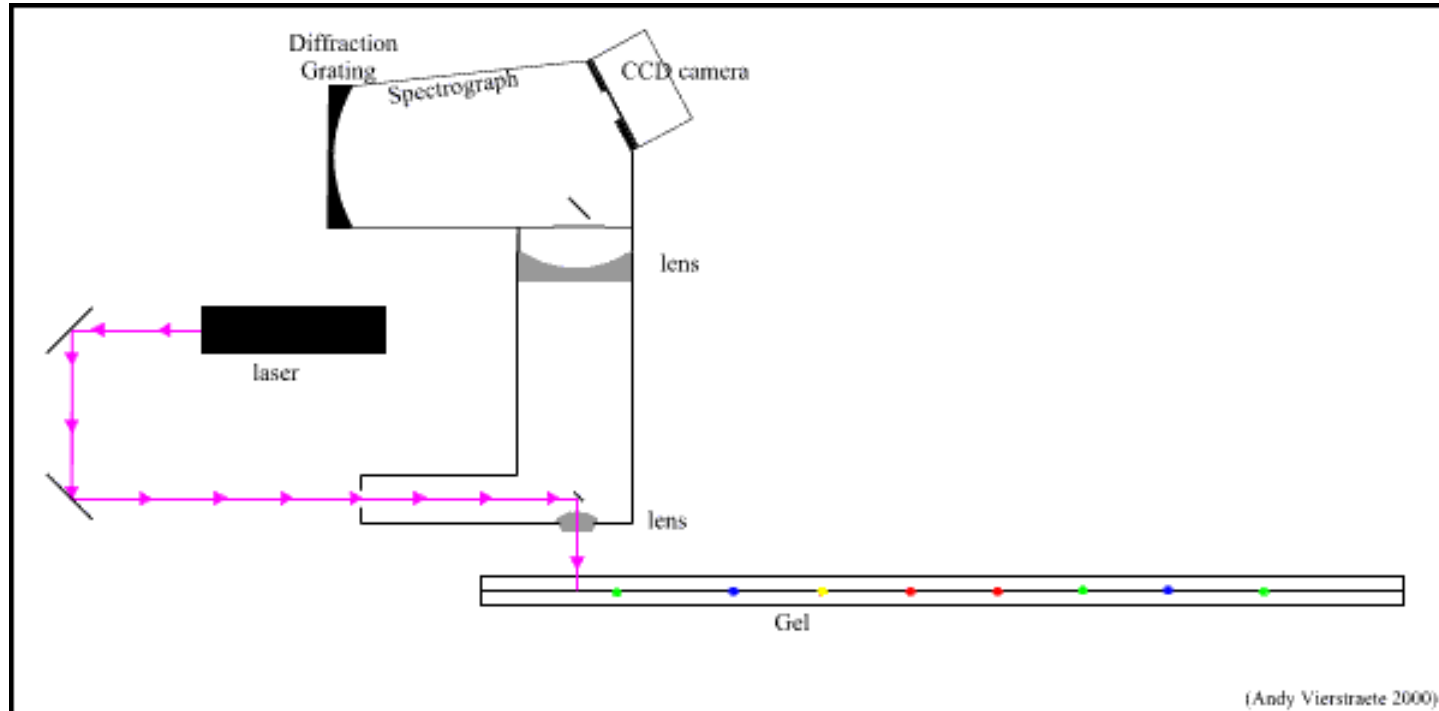 Diffraction
Grating
Spectrograph
CCD camera
lens
laser
lens
Gel
(Andy Vierstraete 2000)